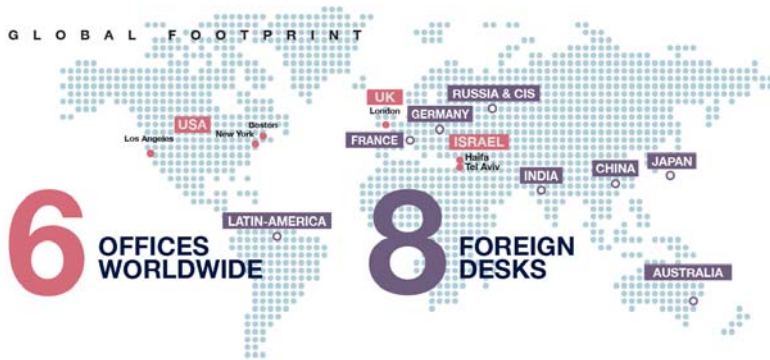 GLOBAL FOOTPRINT
UK
London
RUSSIA & CIS
GERMANY
FRANCE
ISRAEL
Haifa
Tel Aviv
USA
Boston
New York
Los Angeles
INDIA
CHINA
JAPAN
LATIN-AMERICA
6
OFFICES
WORLDWIDE
8
FOREIGN
DESKS
AUSTRALIA